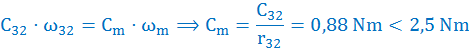 C₃₂ · ω₃₂ = Cₘ · ωₘ ⟹ Cₘ = C₃₂ / r₃₂ = 0,88 Nm < 2,5 Nm